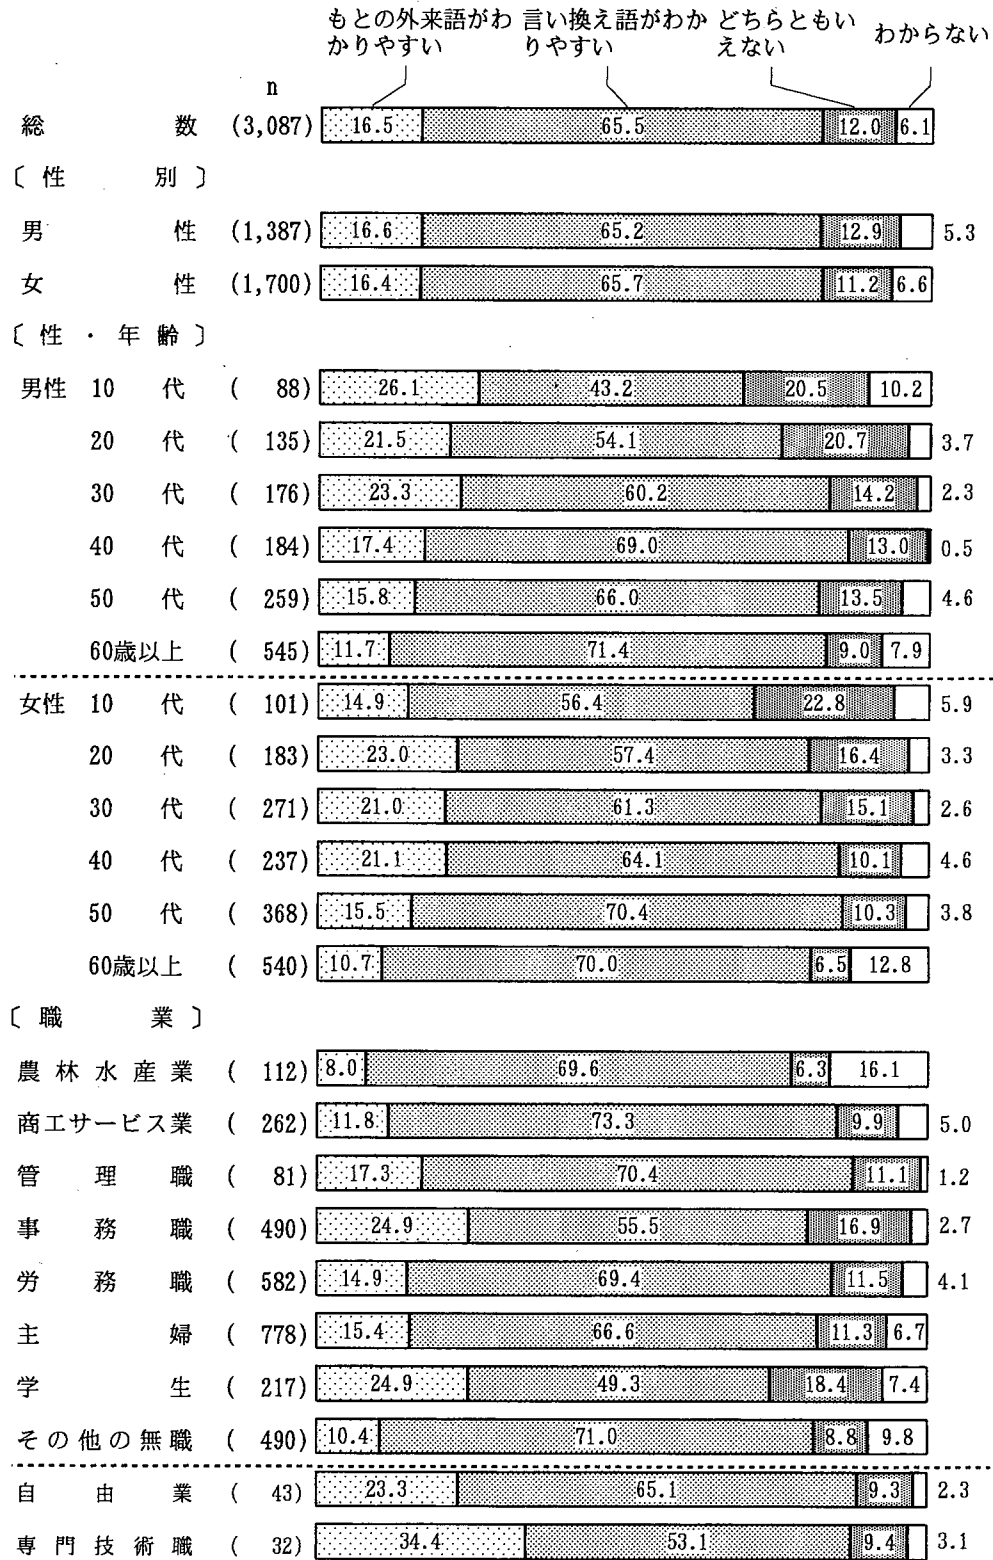 もとの外来語がわかりやすい 言い換え語がわかりやすい どちらともいえない わからない
n
総数 (3,087) 16.5 65.5 12.0 6.1
〔性別〕
男性 (1,387) 16.6 65.2 12.9 5.3
女性 (1,700) 16.4 65.7 11.2 6.6
〔性・年齢〕
男性 10代 ( 88) 26.1 43.2 20.5 10.2
20代 ( 135) 21.5 54.1 20.7 3.7
30代 ( 176) 23.3 60.2 14.2 2.3
40代 ( 184) 17.4 69.0 13.0 0.5
50代 ( 259) 15.8 66.0 13.5 4.6
60歳以上 ( 545) 11.7 71.4 9.0 7.9
女性 10代 ( 101) 14.9 56.4 22.8 5.9
20代 ( 183) 23.0 57.4 16.4 3.3
30代 ( 271) 21.0 61.3 15.1 2.6
40代 ( 237) 21.1 64.1 10.1 4.6
50代 ( 368) 15.5 70.4 10.3 3.8
60歳以上 ( 540) 10.7 70.0 6.5 12.8
〔職業〕
農林水産業 ( 112) 8.0 69.6 6.3 16.1
商工サービス業 ( 262) 11.8 73.3 9.9 5.0
管理職 ( 81) 17.3 70.4 11.1 1.2
事務職 ( 490) 24.9 55.5 16.9 2.7
労務職 ( 582) 14.9 69.4 11.5 4.1
主婦 ( 778) 15.4 66.6 11.3 6.7
学生 ( 217) 24.9 49.3 18.4 7.4
その他の無職 ( 490) 10.4 71.0 8.8 9.8
自由業 ( 43) 23.3 65.1 9.3 2.3
専門技術職 ( 32) 34.4 53.1 9.4 3.1